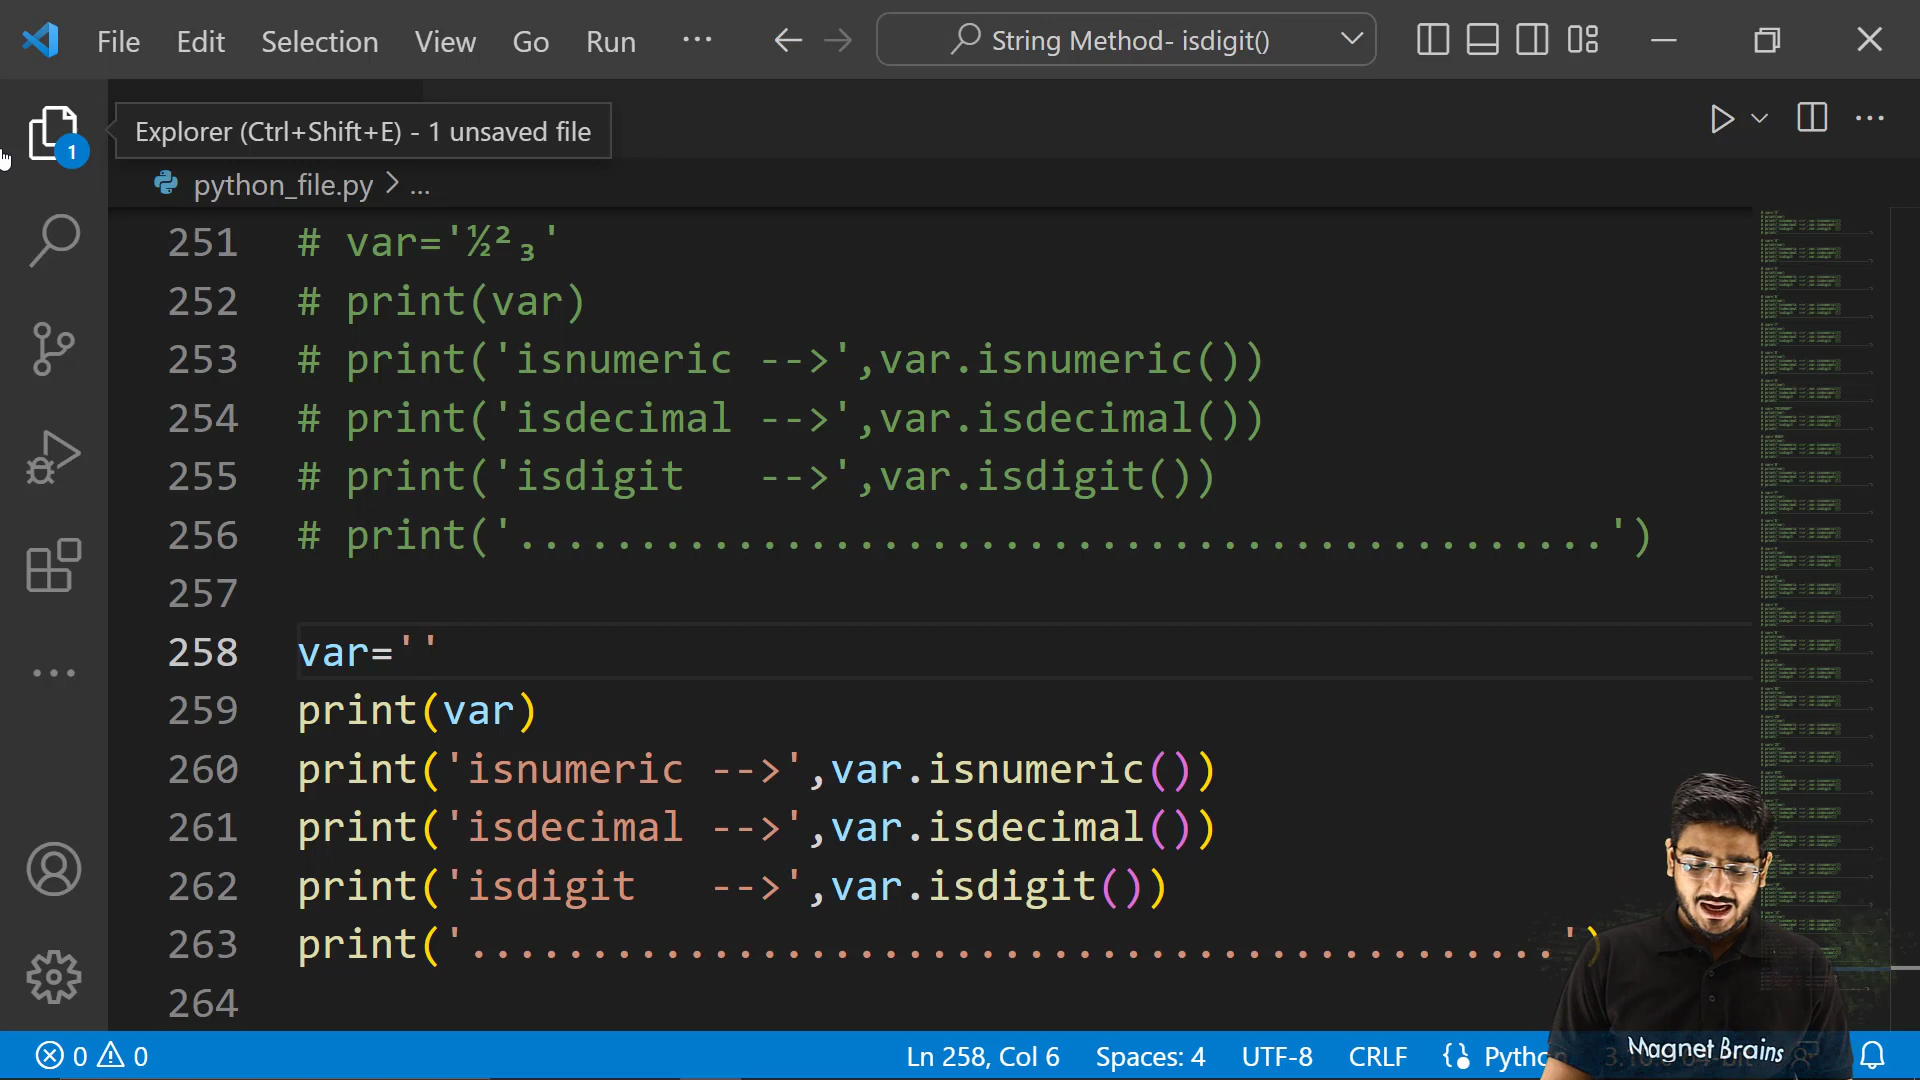 File Edit Selection View Go Run ... String Method- isdigit()
Explorer (Ctrl+Shift+E) - 1 unsaved file
1
python_file.py > ...
251 # var='½²₃'
252 # print(var)
253 # print('isnumeric -->',var.isnumeric())
254 # print('isdecimal -->',var.isdecimal())
255 # print('isdigit   -->',var.isdigit())
256 # print('.............................................')
257
258 var=''
259 print(var)
260 print('isnumeric -->',var.isnumeric())
261 print('isdecimal -->',var.isdecimal())
262 print('isdigit   -->',var.isdigit())
263 print('.............................................')
264
0 0 Ln 258, Col 6 Spaces: 4 UTF-8 CRLF Python
Magnet Brains